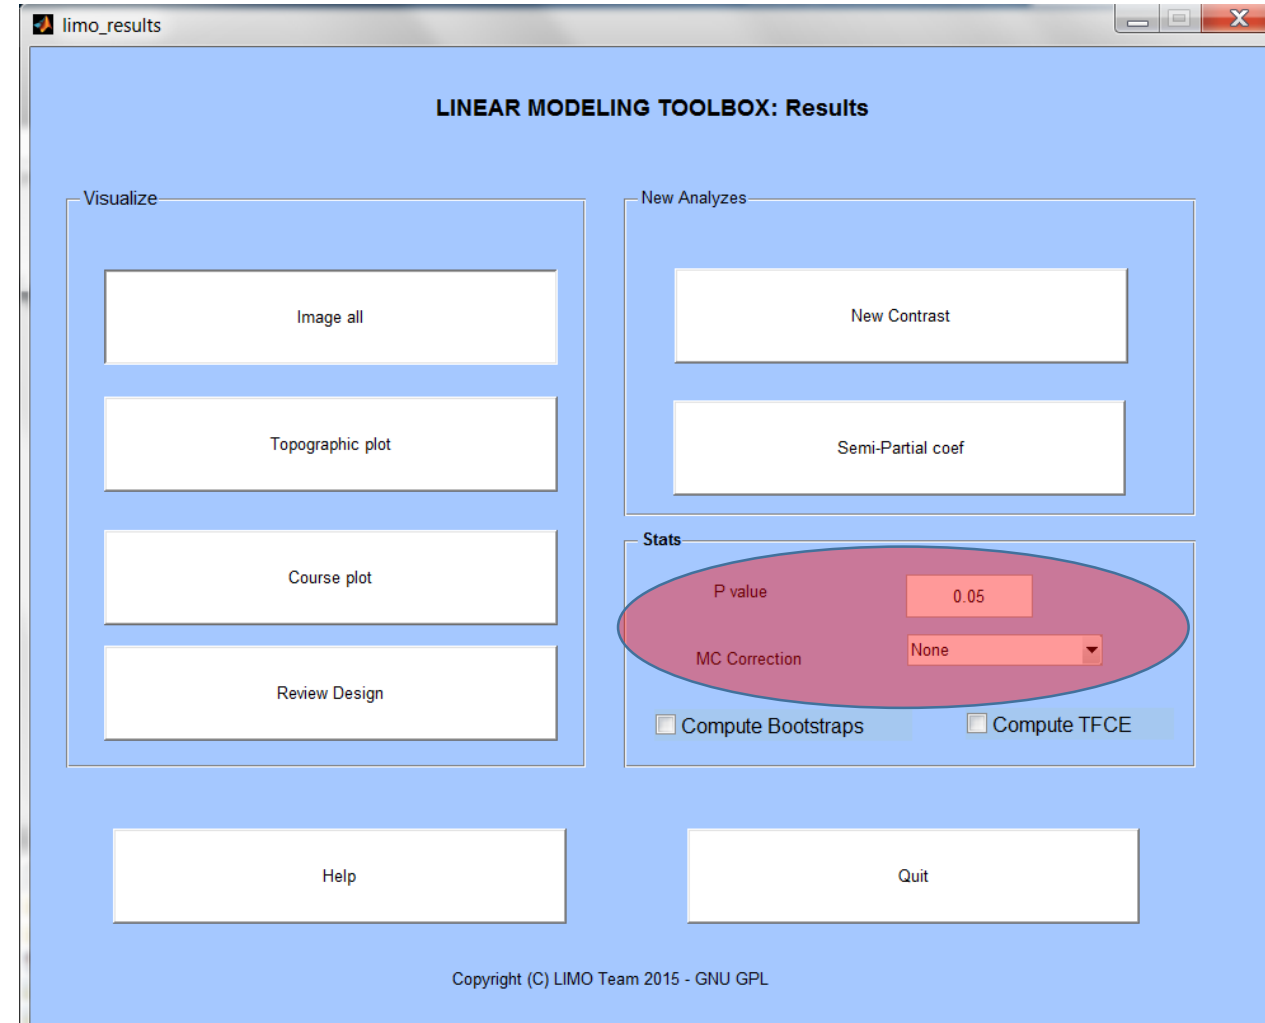 limo_results
LINEAR MODELING TOOLBOX: Results
Visualize
Image all
Topographic plot
Course plot
Review Design
New Analyzes
New Contrast
Semi-Partial coef
Stats
P value
0.05
MC Correction
None
Compute Bootstraps
Compute TFCE
Help
Quit
Copyright (C) LIMO Team 2015 - GNU GPL